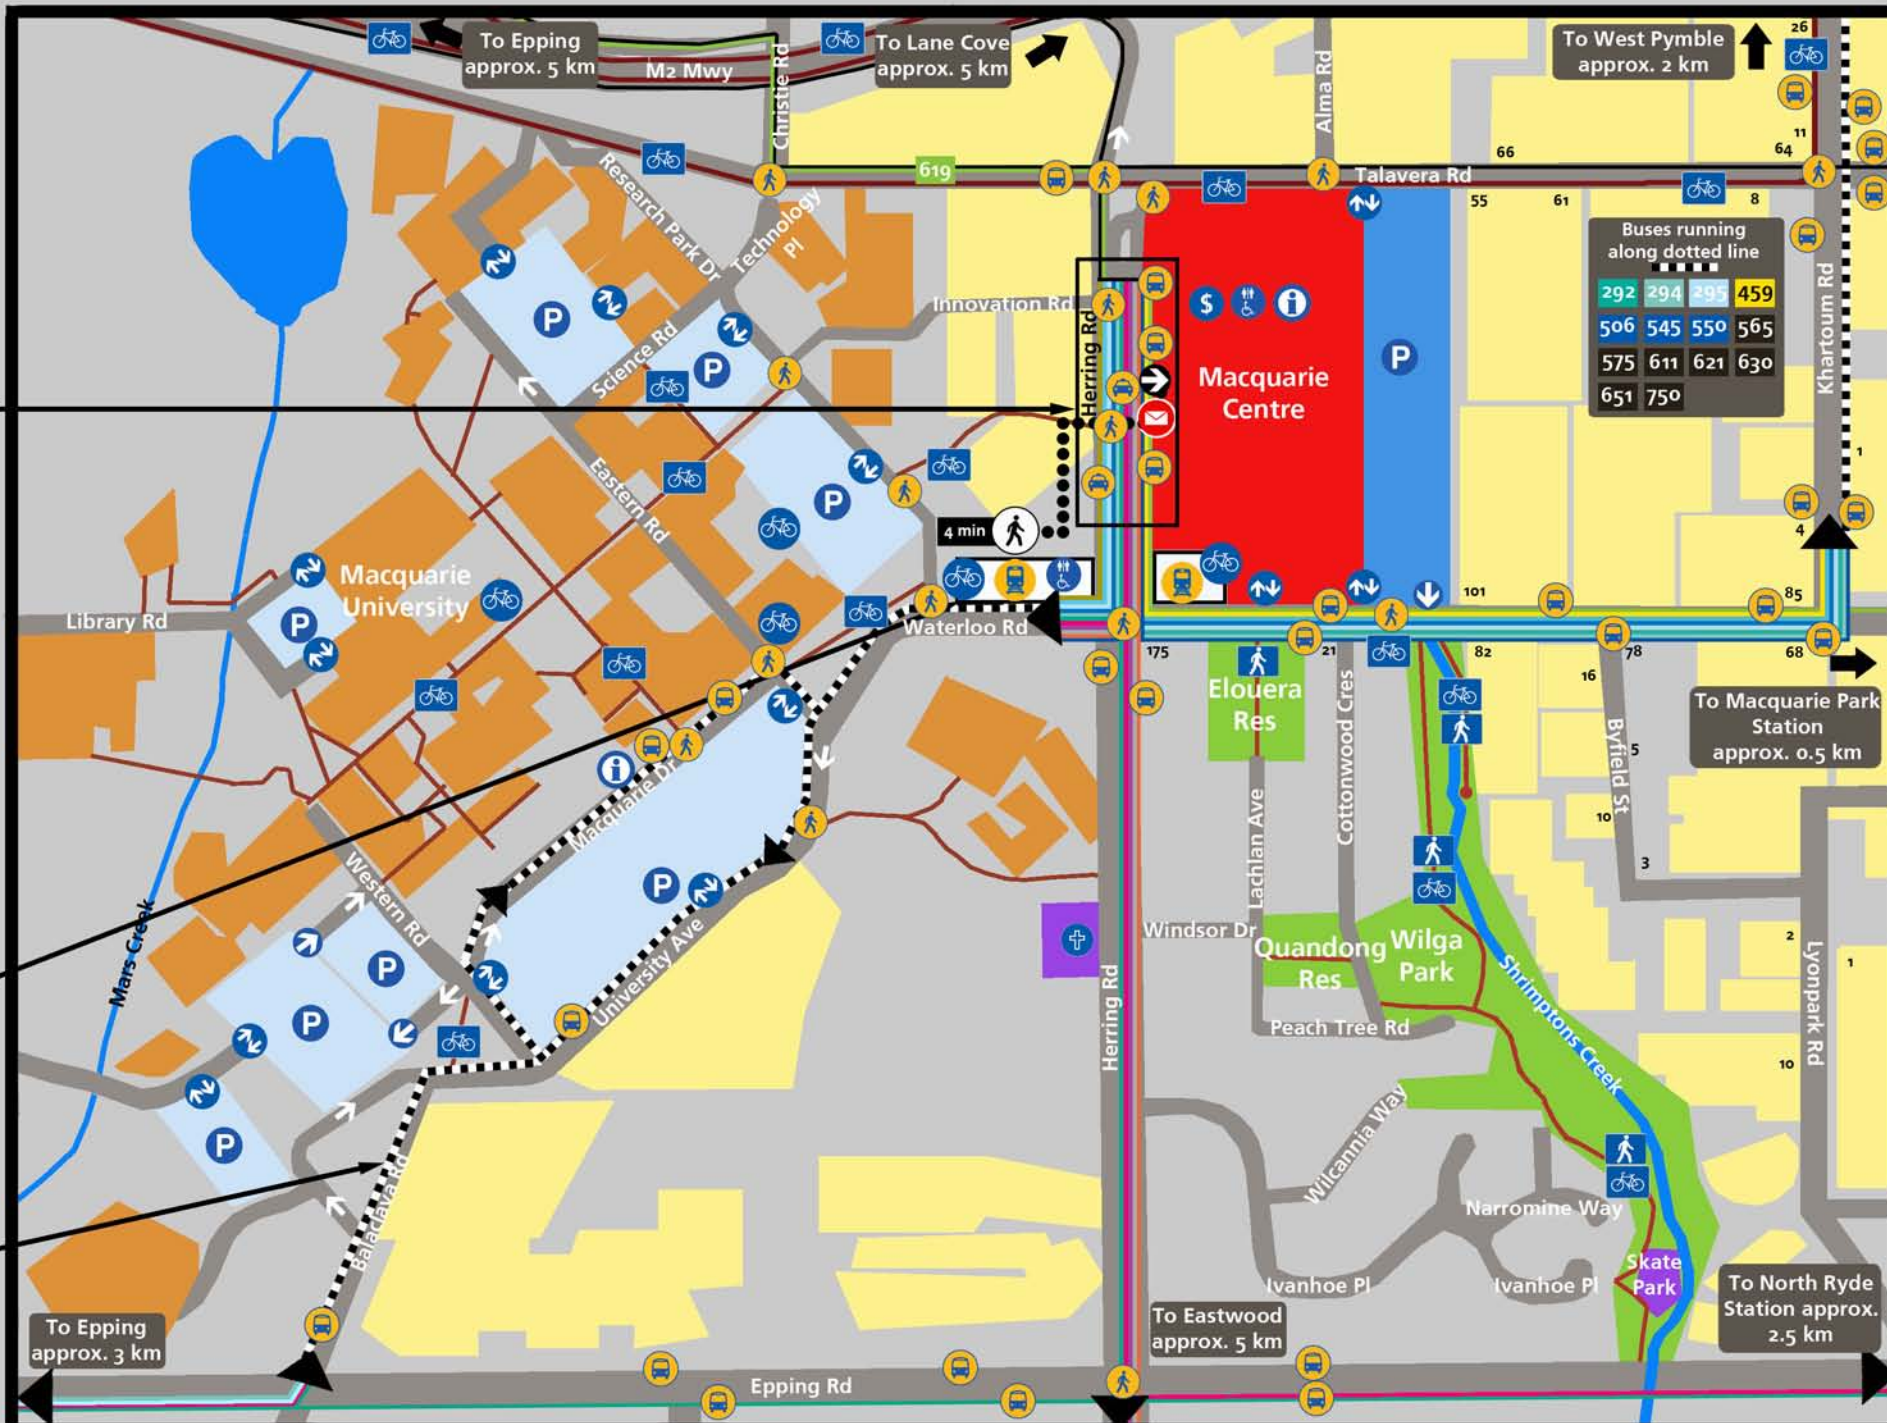 To Epping
approx. 5 km
M2 Mwy
Christie Rd
To Lane Cove
approx. 5 km
Alma Rd
To West Pymble
approx. 2 km
26
11
64
66
619
Talavera Rd
55
61
8
Research Park Dr
Technology
Pl
Buses running
along dotted line
292 294 295 459
506 545 550 565
575 611 621 630
651 750
Khartoum Rd
Innovation Rd
Herring Rd
$
i
P
Science Rd
P
Macquarie
Centre
P
Eastern Rd
P
1
4
4 min
Macquarie
University
P
Library Rd
Waterloo Rd
101
85
175
21
82
78
68
16
Elouera
Res
Cottonwood Cres
Byfield St
5
To Macquarie Park
Station
approx. 0.5 km
i
Macquarie Dr
10
3
Lachlan Ave
Western Rd
P
University Ave
Mars Creek
P
P
Windsor Dr
Quandong
Res
Wilga
Park
2
1
Lyonpark Rd
Shrimptons Creek
Herring Rd
Peach Tree Rd
10
P
Wilcannia Way
Balaclava Rd
Narromine Way
Ivanhoe Pl
Ivanhoe Pl
Skate
Park
To North Ryde
Station approx.
2.5 km
To Epping
approx. 3 km
To Eastwood
approx. 5 km
Epping Rd